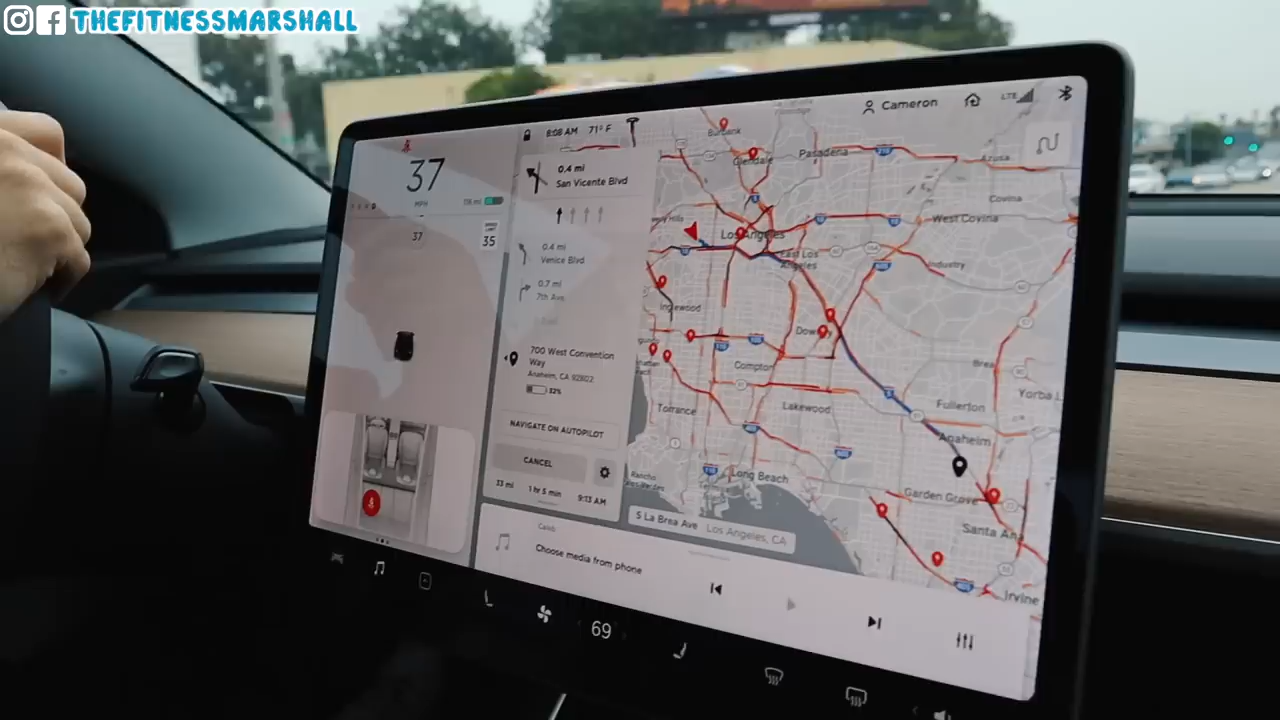 THEFITNESSMARSHALL
37
MPH
37
SPEED
LIMIT
35
8:08 AM 71°F
Cameron
LTE
0.4 mi
San Vicente Blvd
0.4 mi
Venice Blvd
0.7 mi
7th Ave
700 West Convention
Way
Anaheim, CA 92802
NAVIGATE ON AUTOPILOT
CANCEL
33 mi 1 hr 5 min 9:13 AM
Burbank
Glendale
Pasadena
Azusa
Covina
West Covina
Los Angeles
East Los
Angeles
Industry
Inglewood
Compton
Brea
Yorba L
Fullerton
Lakewood
Torrance
Anaheim
Long Beach
Garden Grove
Santa Ana
Irvine
S La Brea Ave Los Angeles, CA
Choose media from phone
69